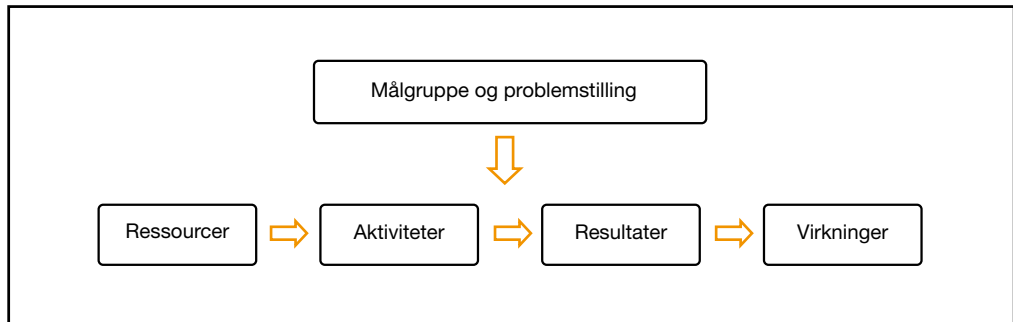 Målgruppe og problemstilling
Ressourcer
Aktiviteter
Resultater
Virkninger